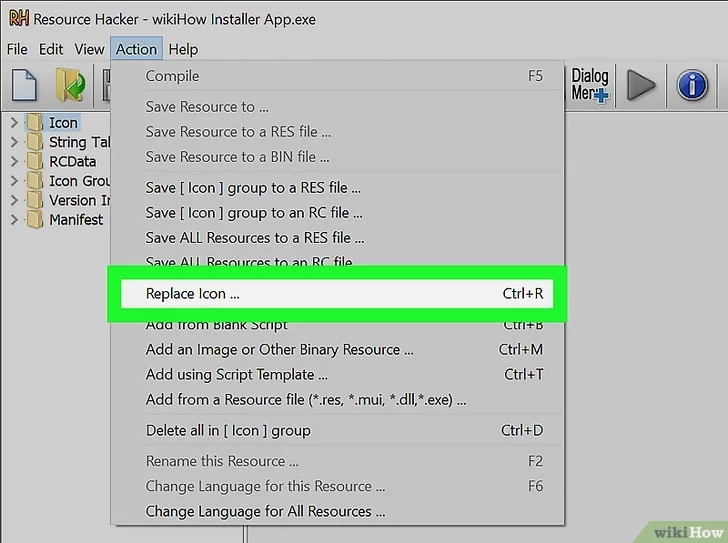 RH Resource Hacker - wikiHow Installer App.exe
File Edit View Action Help
Dialog
Menu
Compile F5
Save Resource to ...
Save Resource to a RES file ...
Save Resource to a BIN file ...
Save [ Icon ] group to a RES file ...
Save [ Icon ] group to an RC file ...
Save ALL Resources to a RES file ...
Save ALL Resources to an RC file
Replace Icon ... Ctrl+R
Add from Blank Script Ctrl+B
Add an Image or Other Binary Resource ... Ctrl+M
Add using Script Template ... Ctrl+T
Add from a Resource file (*.res, *.mui, *.dll,*.exe) ...
Delete all in [ Icon ] group Ctrl+D
Rename this Resource ... F2
Change Language for this Resource ... F6
Change Language for All Resources ...
Icon
String Tal
RCData
Icon Grou
Version In
Manifest
wikiHow